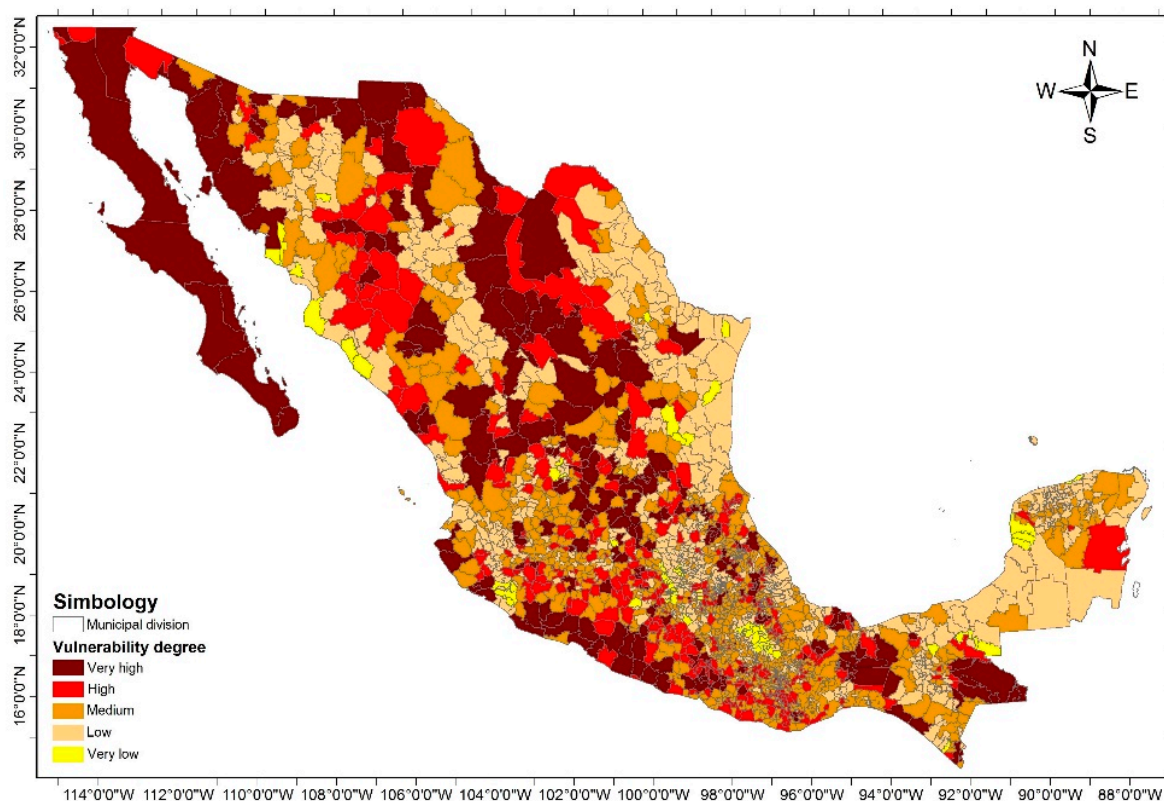 N
W E
S
32°0'0"N
30°0'0"N
28°0'0"N
26°0'0"N
24°0'0"N
22°0'0"N
20°0'0"N
18°0'0"N
16°0'0"N
Simbology
Municipal division
Vulnerability degree
Very high
High
Medium
Low
Very low
114°0'0"W 112°0'0"W 110°0'0"W 108°0'0"W 106°0'0"W 104°0'0"W 102°0'0"W 100°0'0"W 98°0'0"W 96°0'0"W 94°0'0"W 92°0'0"W 90°0'0"W 88°0'0"W